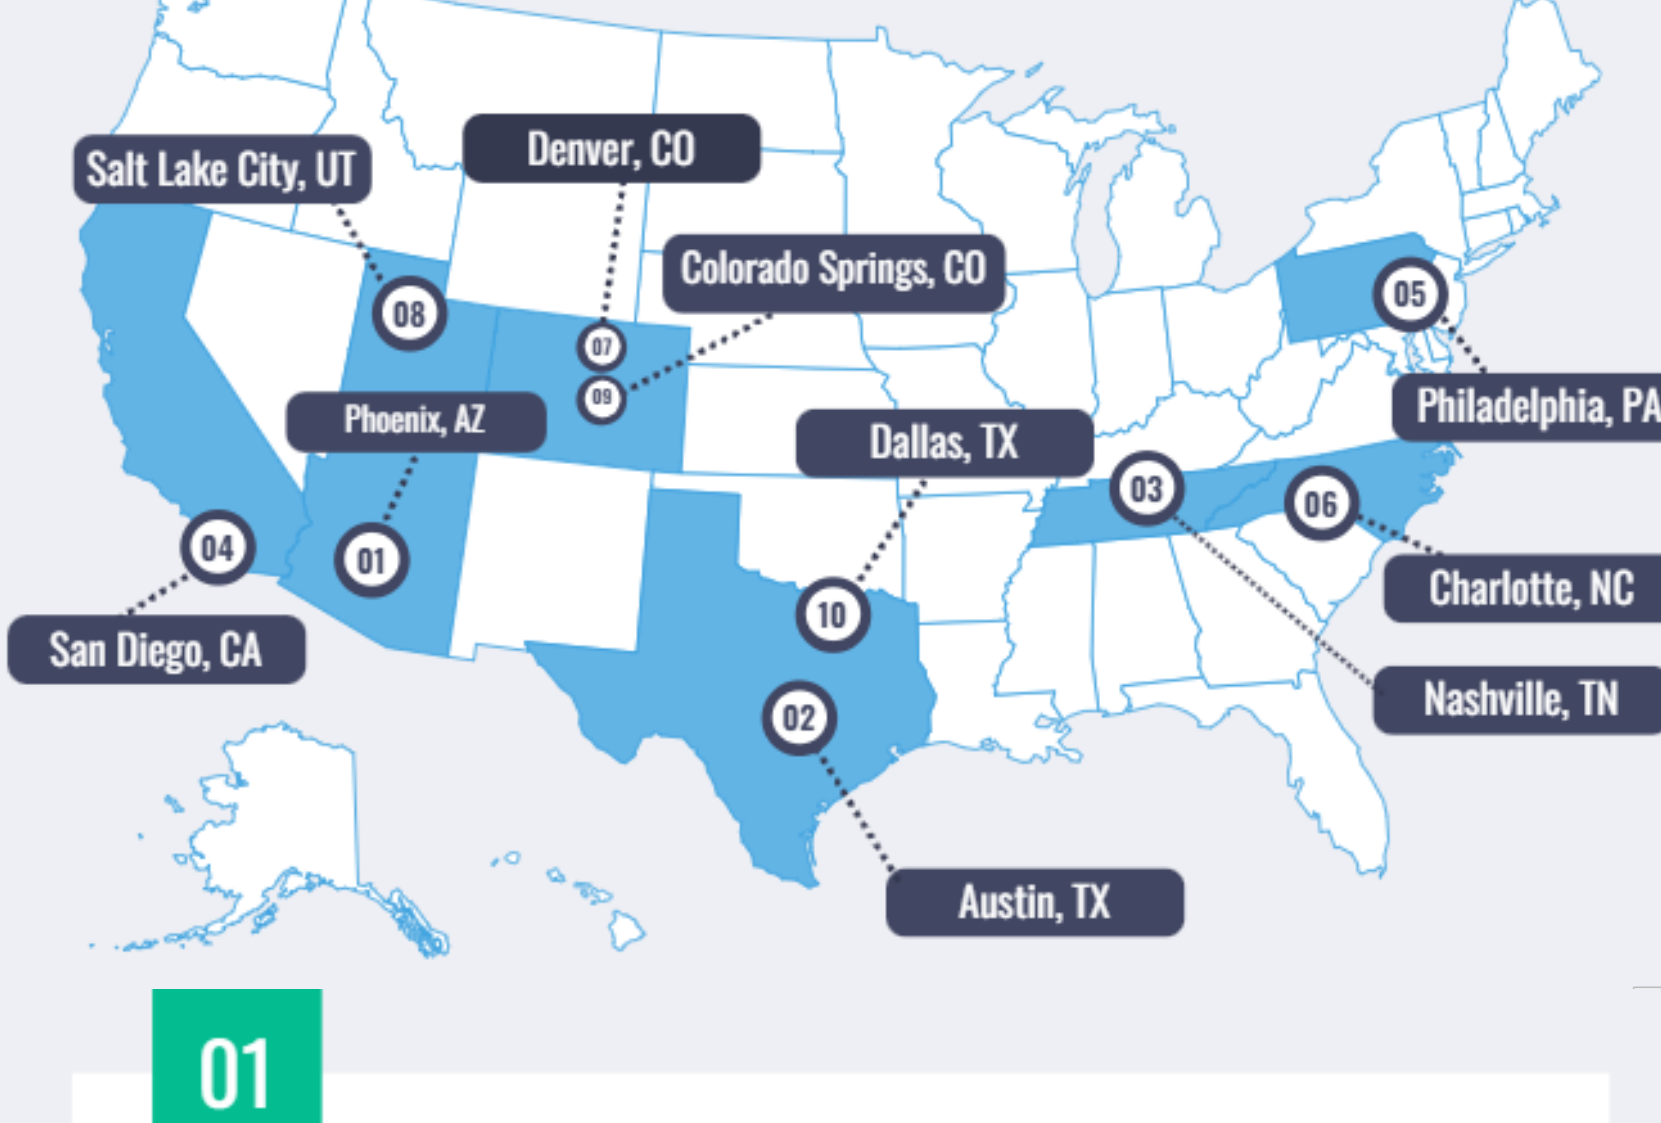 Denver, CO
Salt Lake City, UT
Colorado Springs, CO
08
05
07
09
Phoenix, AZ
Philadelphia, PA
Dallas, TX
03
06
04
01
Charlotte, NC
10
San Diego, CA
Nashville, TN
02
Austin, TX
01